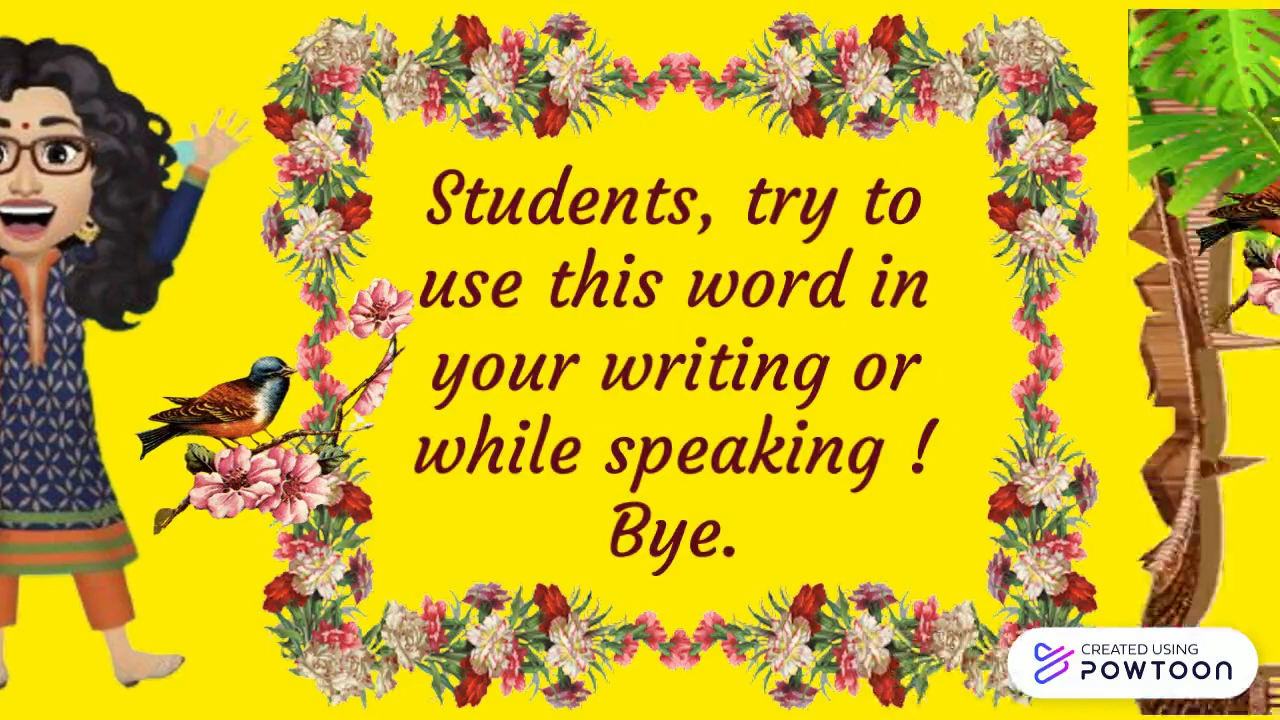 Students, try to
use this word in
your writing or
while speaking !
Bye.
CREATED USING
POWTOON